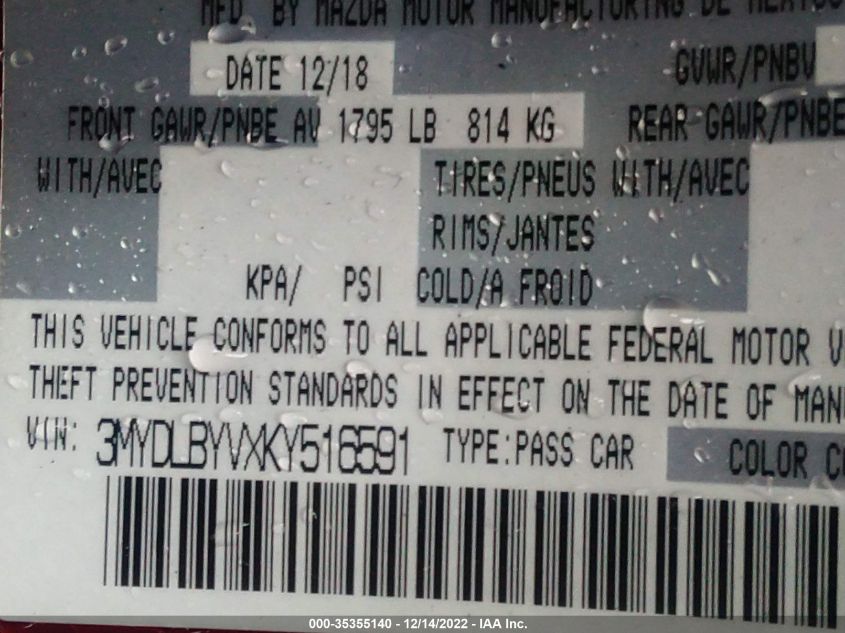 MFD BY MAZDA MOTOR MANUFACTURING DE MEXICO
DATE 12/18 GVWR/PNBV
FRONT GAWR/PNBE AV 1795 LB 814 KG REAR GAWR/PNBE
WITH/AVEC TIRES/PNEUS WITH/AVEC
RIMS/JANTES
KPA/ PSI COLD/A FROID
THIS VEHICLE CONFORMS TO ALL APPLICABLE FEDERAL MOTOR V
THEFT PREVENTION STANDARDS IN EFFECT ON THE DATE OF MAN
VIN: 3MYDLBYVXKY516591 TYPE:PASS CAR COLOR CO
000-35355140 - 12/14/2022 - IAA Inc.